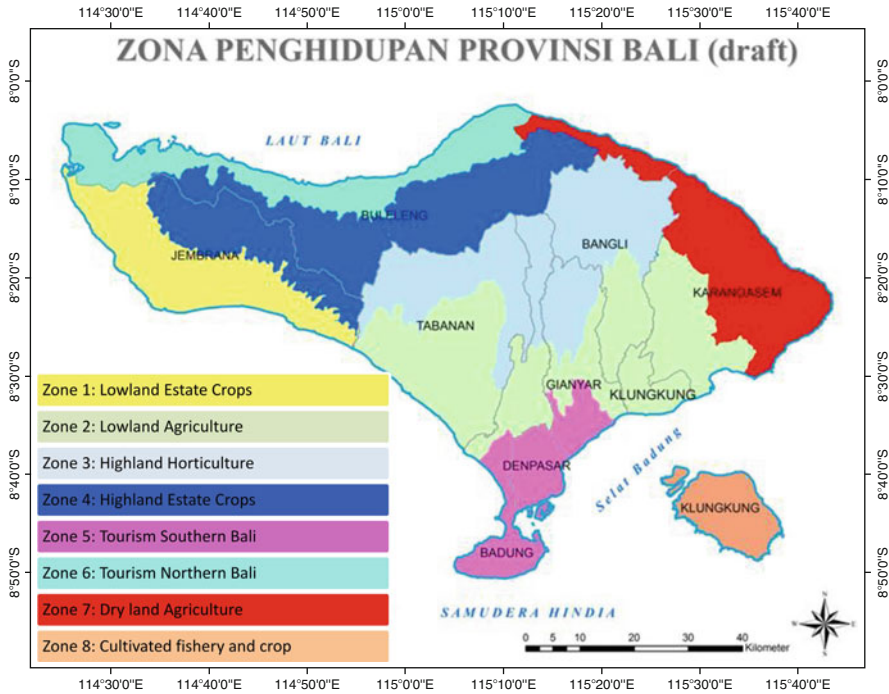 114°30'0"E 114°40'0"E 114°50'0"E 115°0'0"E 115°10'0"E 115°20'0"E 115°30'0"E 115°40'0"E
ZONA PENGHIDUPAN PROVINSI BALI (draft)
8°0'0"S 8°0'0"S
LAUT BALI
8°10'0"S 8°10'0"S
BULELENG
BANGLI
JEMBRANA
8°20'0"S 8°20'0"S
KARANGASEM
TABANAN
8°30'0"S 8°30'0"S
GIANYAR
KLUNGKUNG
Zone 1: Lowland Estate Crops
Zone 2: Lowland Agriculture
Zone 3: Highland Horticulture
Zone 4: Highland Estate Crops
Zone 5: Tourism Southern Bali
Zone 6: Tourism Northern Bali
Zone 7: Dry land Agriculture
Zone 8: Cultivated fishery and crop
Selat Badung
DENPASAR
8°40'0"S 8°40'0"S
KLUNGKUNG
BADUNG
8°50'0"S 8°50'0"S
SAMUDERA HINDIA
N
W E
S
0 5 10 20 30 40
Kilometer
114°30'0"E 114°40'0"E 114°50'0"E 115°0'0"E 115°10'0"E 115°20'0"E 115°30'0"E 115°40'0"E